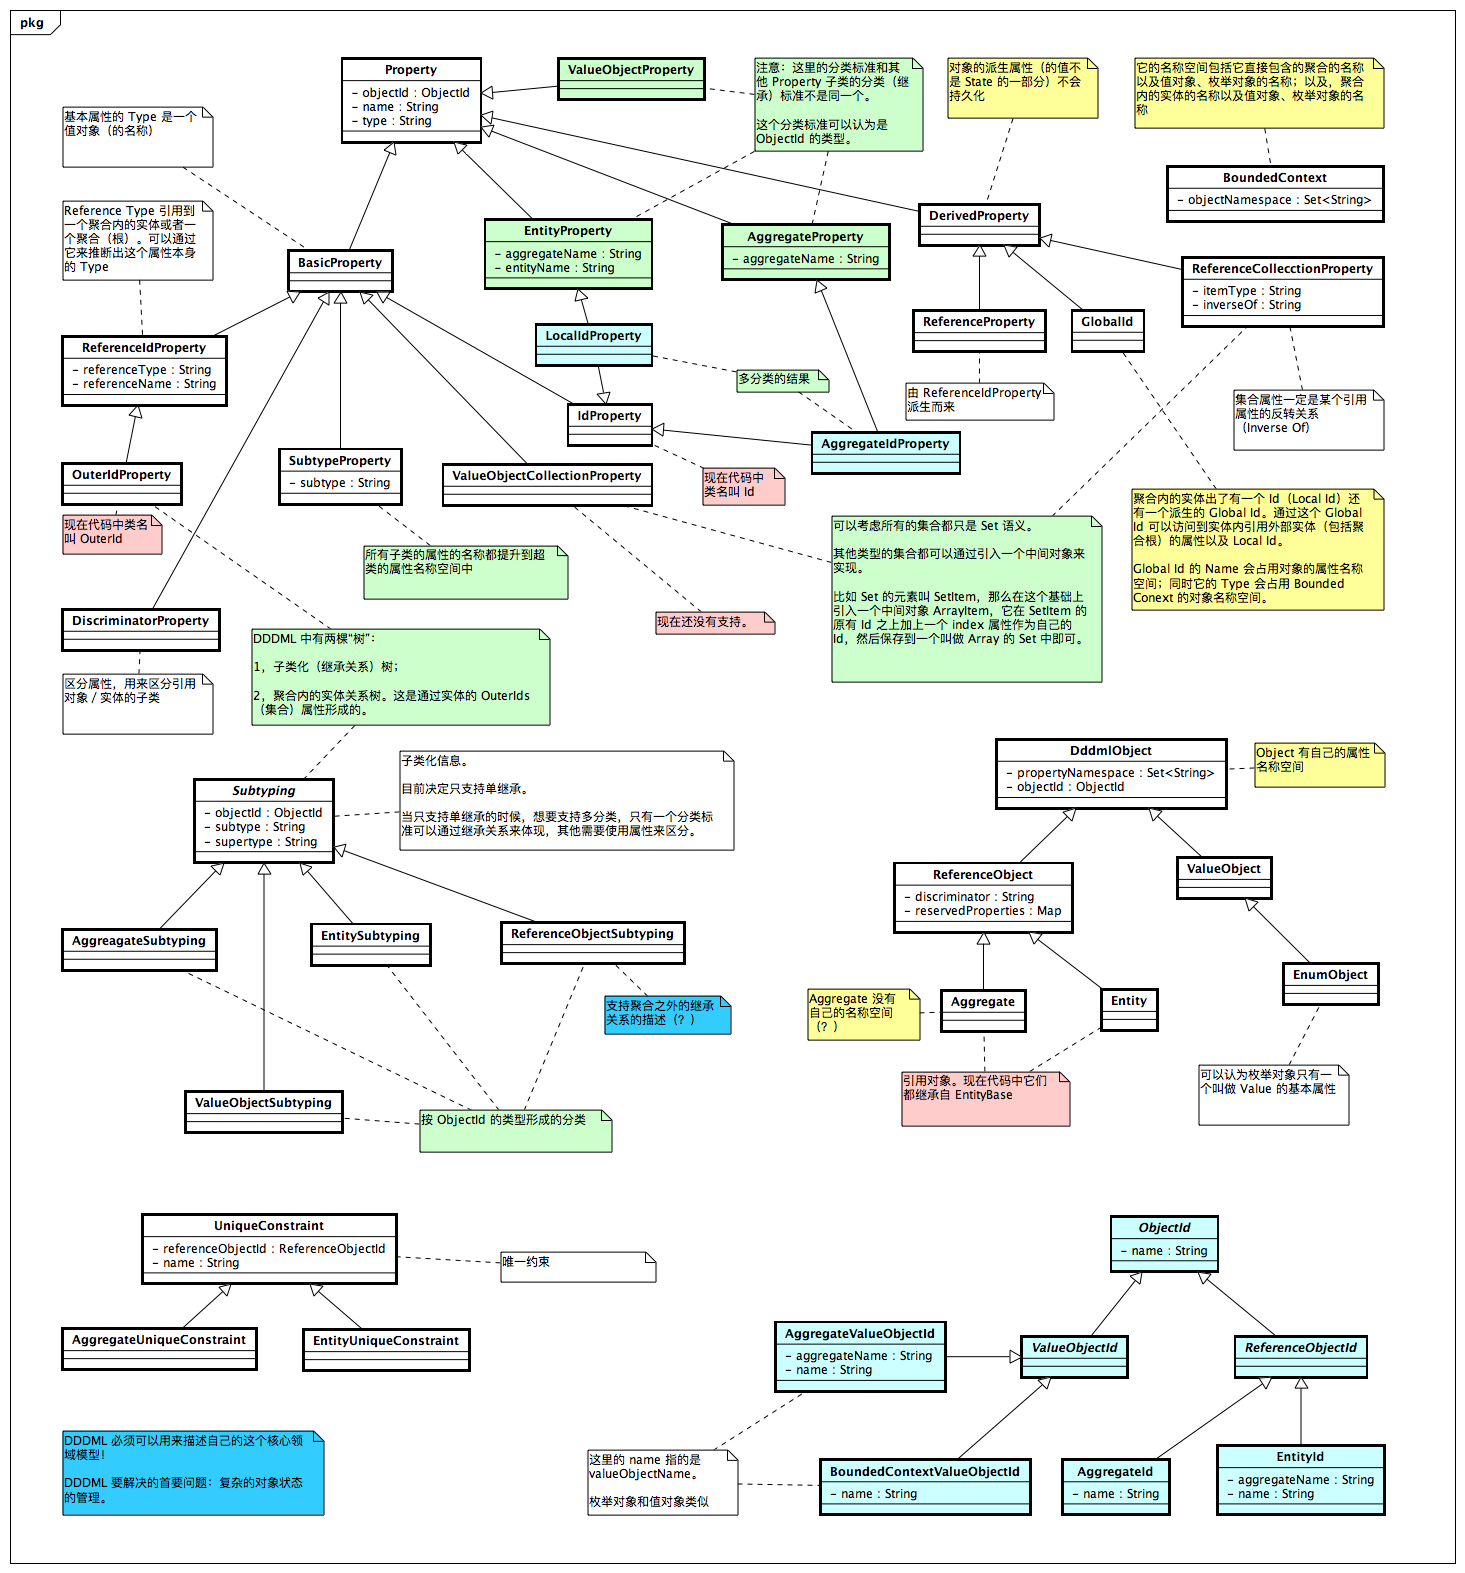 pkg
Property
- objectId : ObjectId
- name : String
- type : String
ValueObjectProperty
注意：这里的分类标准和其
他 Property 子类的分类（继
承）标准不是同一个。
这个分类标准可以认为是
ObjectId 的类型。
对象的派生属性（的值不
是 State 的一部分）不会
持久化
它的名称空间包括它直接包含的聚合的名称
以及值对象、枚举对象的名称；以及，聚合
内的实体的名称以及值对象、枚举对象的名
称
基本属性的 Type 是一个
值对象（的名称）
BoundedContext
- objectNamespace : Set<String>
Reference Type 引用到
一个聚合内的实体或者一
个聚合（根）。可以通过
它来推断出这个属性本身
的 Type
BasicProperty
EntityProperty
- aggregateName : String
- entityName : String
AggregateProperty
- aggregateName : String
DerivedProperty
ReferenceCollecctionProperty
- itemType : String
- inverseOf : String
ReferenceIdProperty
- referenceType : String
- referenceName : String
LocalIdProperty
ReferenceProperty
GlobalId
多分类的结果
由 ReferenceIdProperty
派生而来
集合属性一定是某个引用
属性的反转关系
（Inverse Of）
IdProperty
AggregateIdProperty
OuterIdProperty
SubtypeProperty
- subtype : String
ValueObjectCollectionProperty
现在代码中
类名叫 Id
现在代码中类名
叫 OuterId
所有子类的属性的名称都提升到超
类的属性名称空间中
可以考虑所有的集合都只是 Set 语义。
其他类型的集合都可以通过引入一个中间对象来
实现。
比如 Set 的元素叫 SetItem，那么在这个基础上
引入一个中间对象 ArrayItem，它在 SetItem 的
原有 Id 之上加上一个 index 属性作为自己的
Id，然后保存到一个叫做 Array 的 Set 中即可。
聚合内的实体出了有一个 Id（Local Id）还
有一个派生的 Global Id。通过这个 Global
Id 可以访问到实体内引用外部实体（包括聚
合根）的属性以及 Local Id。
Global Id 的 Name 会占用对象的属性名称
空间；同时它的 Type 会占用 Bounded
Conext 的对象名称空间。
DiscriminatorProperty
现在还没有支持。
DDDML 中有两棵“树”：
1，子类化（继承关系）树；
2，聚合内的实体关系树。这是通过实体的 OuterIds
（集合）属性形成的。
区分属性，用来区分引用
对象 / 实体的子类
子类化信息。
目前决定只支持单继承。
当只支持单继承的时候，想要支持多分类，只有一个分类标
准可以通过继承关系来体现，其他需要使用属性来区分。
DddmlObject
- propertyNamespace : Set<String>
- objectId : ObjectId
Object 有自己的属性
名称空间
Subtyping
- objectId : ObjectId
- subtype : String
- supertype : String
ReferenceObject
- discriminator : String
- reservedProperties : Map
ValueObject
AggreagateSubtyping
EntitySubtyping
ReferenceObjectSubtyping
EnumObject
支持聚合之外的继承
关系的描述（？）
Aggregate 没有
自己的名称空间
（？）
Aggregate
Entity
引用对象。现在代码中它们
都继承自 EntityBase
可以认为枚举对象只有一
个叫做 Value 的基本属性
ValueObjectSubtyping
按 ObjectId 的类型形成的分类
UniqueConstraint
- referenceObjectId : ReferenceObjectId
- name : String
唯一约束
ObjectId
- name : String
AggregateUniqueConstraint
EntityUniqueConstraint
AggregateValueObjectId
- aggregateName : String
- name : String
ValueObjectId
ReferenceObjectId
DDDML 必须可以用来描述自己的这个核心领
域模型！
DDDML 要解决的首要问题：复杂的对象状态
的管理。
这里的 name 指的是
valueObjectName。
枚举对象和值对象类似
BoundedContextValueObjectId
- name : String
AggregateId
- name : String
EntityId
- aggregateName : String
- name : String